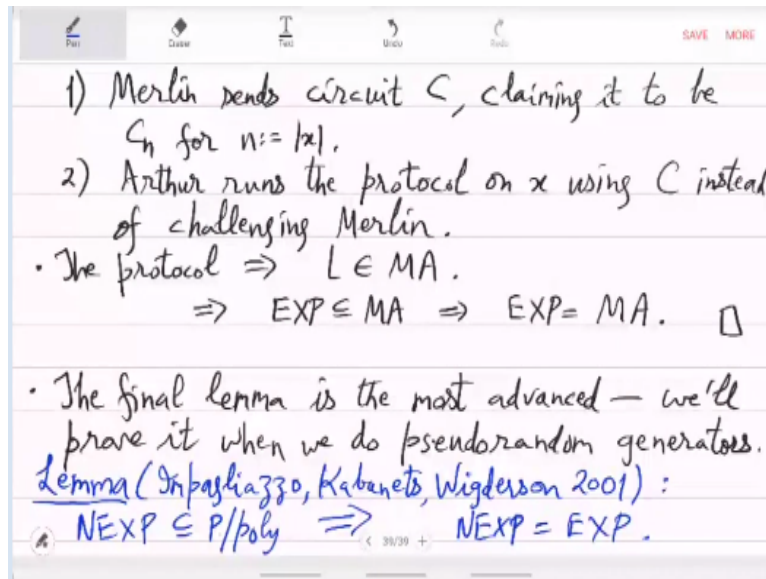 Pen Eraser Text Undo Redo SAVE MORE
1) Merlin sends circuit C, claiming it to be
Cn for n:= |x|.
2) Arthur runs the protocol on x using C instead
of challenging Merlin.
· The protocol ⇒ L ∈ MA.
⇒ EXP ⊆ MA ⇒ EXP = MA. □
· The final lemma is the most advanced — we'll
prove it when we do pseudorandom generators.
Lemma (Inpagliazzo, Kabanets, Wigderson 2001) :
NEXP ⊆ P/poly ⇒ NEXP = EXP.
< 39/39 +